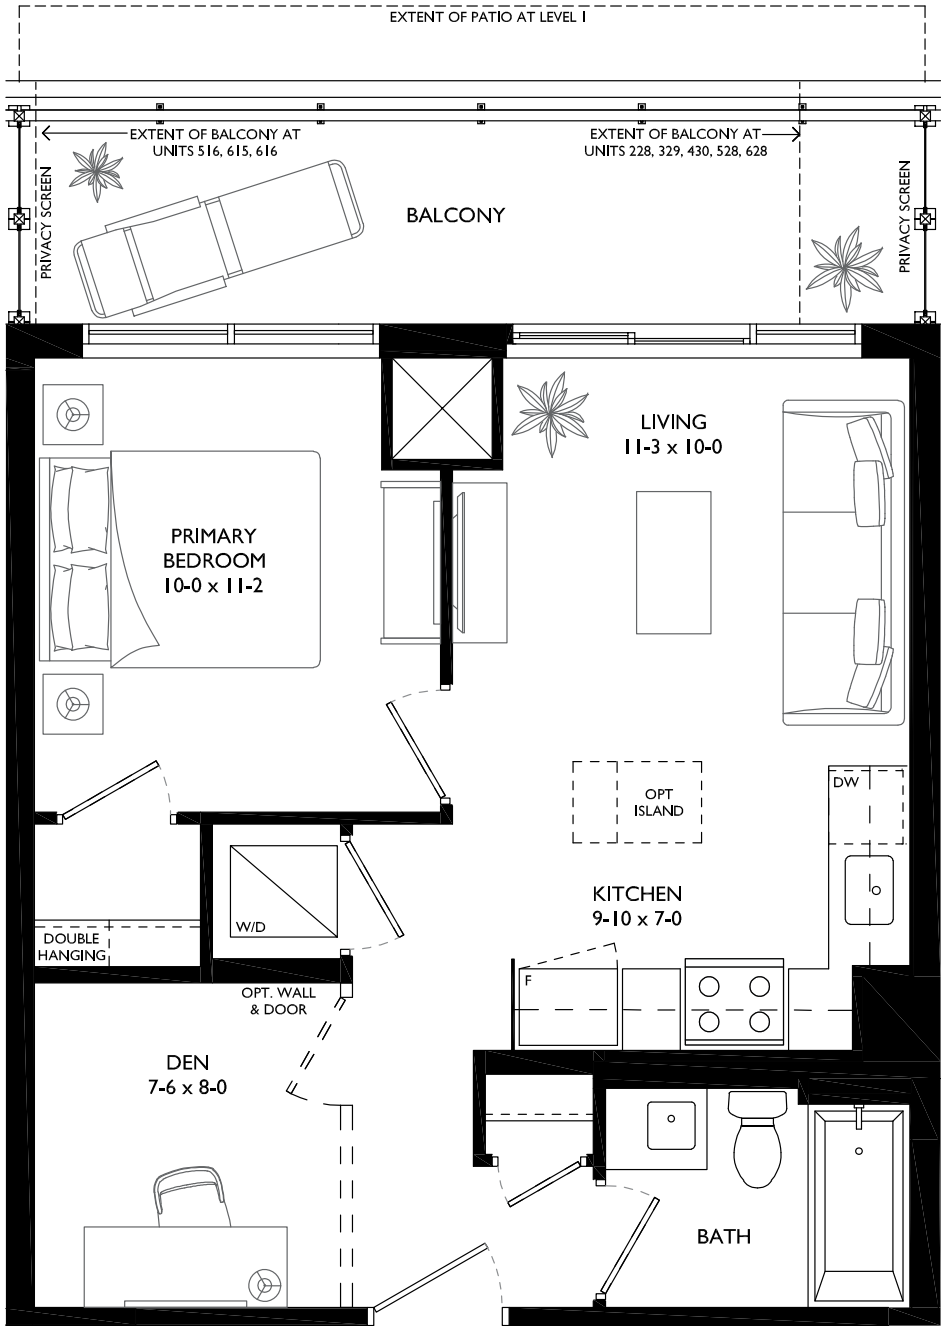 EXTENT OF PATIO AT LEVEL 1
EXTENT OF BALCONY AT
UNITS 516, 615, 616
EXTENT OF BALCONY AT
UNITS 228, 329, 430, 528, 628
PRIVACY SCREEN
BALCONY
PRIVACY SCREEN
LIVING
11-3 x 10-0
PRIMARY
BEDROOM
10-0 x 11-2
OPT
ISLAND
DW
KITCHEN
9-10 x 7-0
W/D
DOUBLE
HANGING
F
OPT. WALL
& DOOR
DEN
7-6 x 8-0
BATH